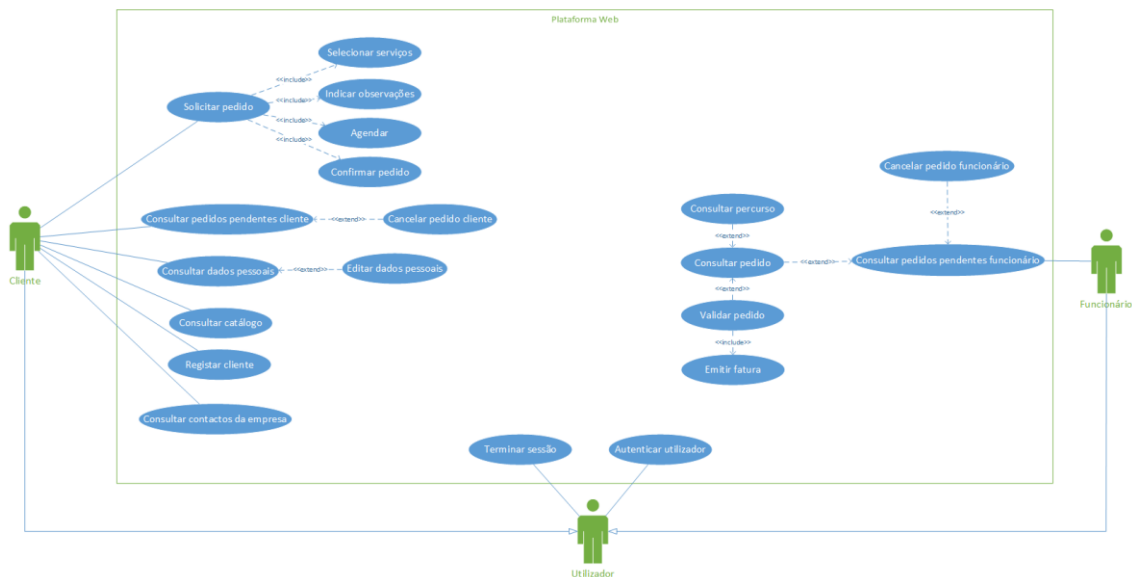 Plataforma Web
Selecionar serviços
<<include>>
Indicar observações
<<include>>
Solicitar pedido
<<include>>
Agendar
<<include>>
Confirmar pedido
Cancelar pedido funcionário
Consultar pedidos pendentes cliente
<<extend>>
Cancelar pedido cliente
Consultar percurso
<<extend>>
<<extend>>
Consultar dados pessoais
<<extend>>
Editar dados pessoais
Consultar pedido
<<extend>>
Consultar pedidos pendentes funcionário
Cliente
Funcionário
<<extend>>
Consultar catálogo
Validar pedido
<<include>>
Registar cliente
Emitir fatura
Consultar contactos da empresa
Terminar sessão
Autenticar utilizador
Utilizador